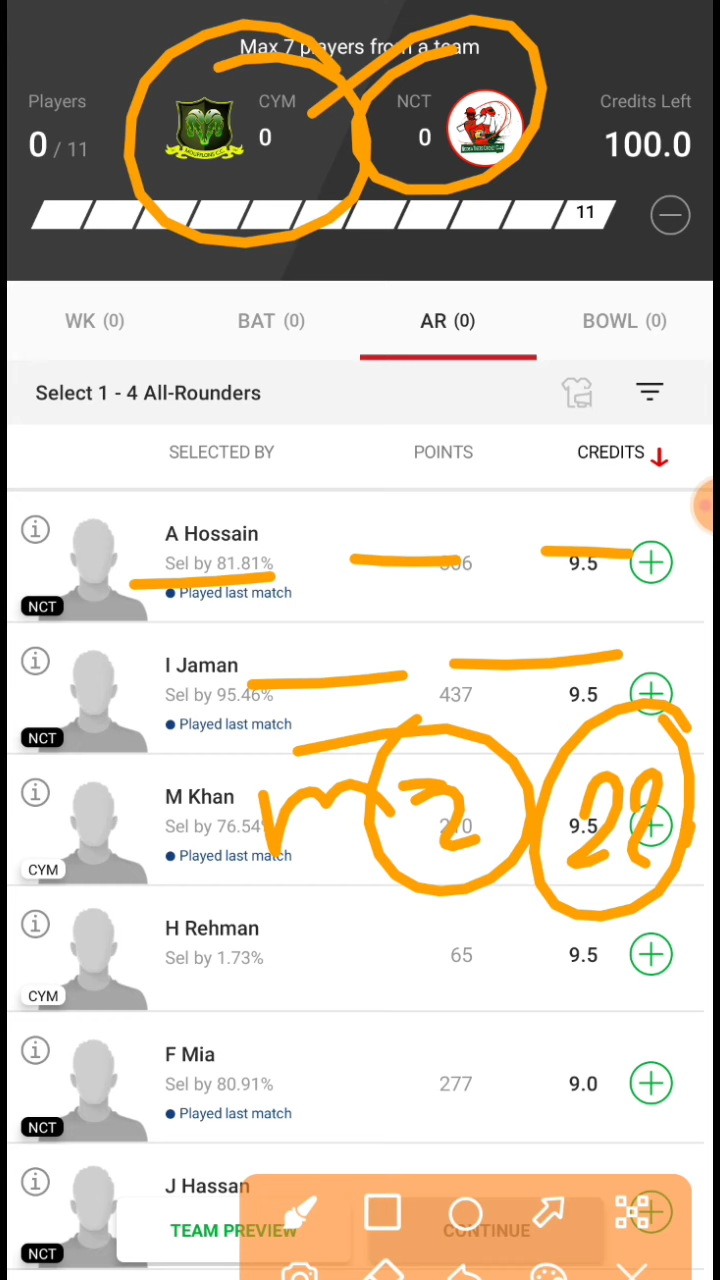 Max 7 players from a team
Players
CYM
NCT
Credits Left
0 / 11
0
0
100.0
MOUFFLONS CC
11
WK (0)
BAT (0)
AR (0)
BOWL (0)
Select 1 - 4 All-Rounders
SELECTED BY
POINTS
CREDITS
A Hossain
Sel by 81.81%
9.5
Played last match
NCT
I Jaman
Sel by 95.46%
437
9.5
Played last match
NCT
M Khan
Sel by 76.54
9.5
Played last match
CYM
m 2 22
H Rehman
Sel by 1.73%
65
9.5
CYM
F Mia
Sel by 80.91%
277
9.0
Played last match
NCT
J Hassan
NCT
TEAM PREVIEW
CONTINUE